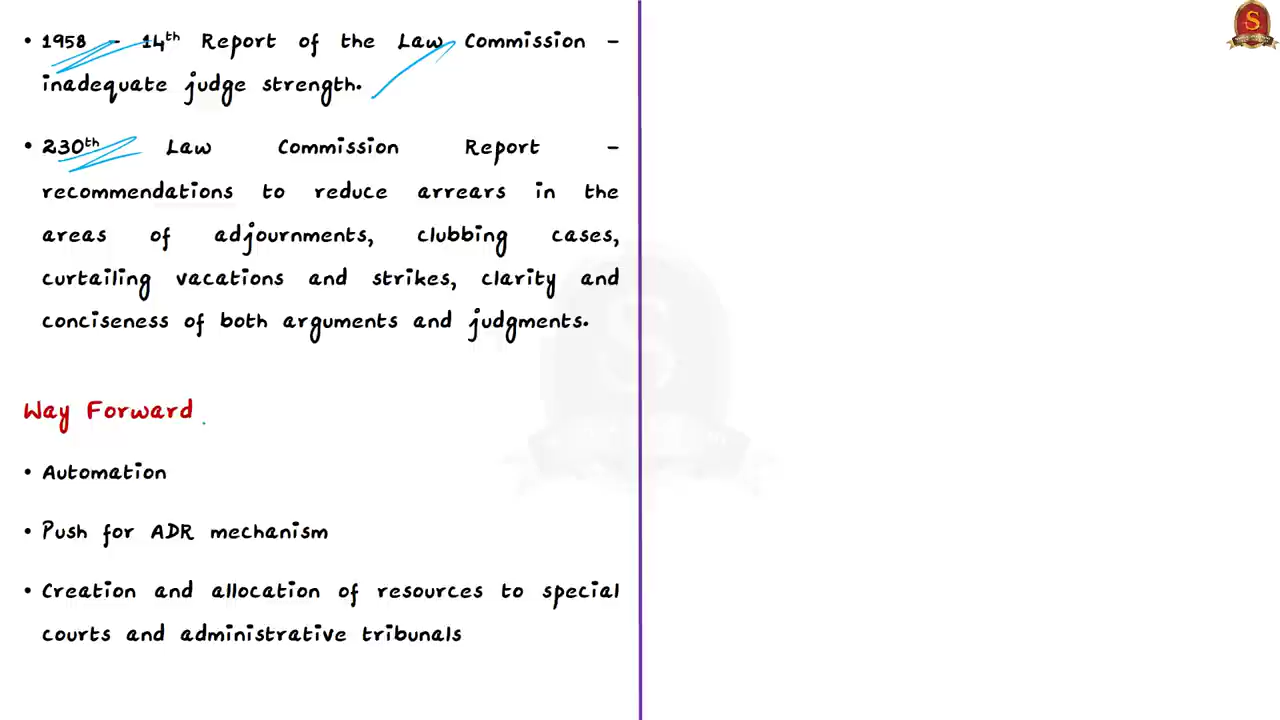 • 1958 - 14th Report of the Law Commission -
inadequate judge strength.
• 230th Law Commission Report -
recommendations to reduce arrears in the
areas of adjournments, clubbing cases,
curtailing vacations and strikes, clarity and
conciseness of both arguments and judgments.
Way Forward
• Automation
• Push for ADR mechanism
• Creation and allocation of resources to special
courts and administrative tribunals
S
S